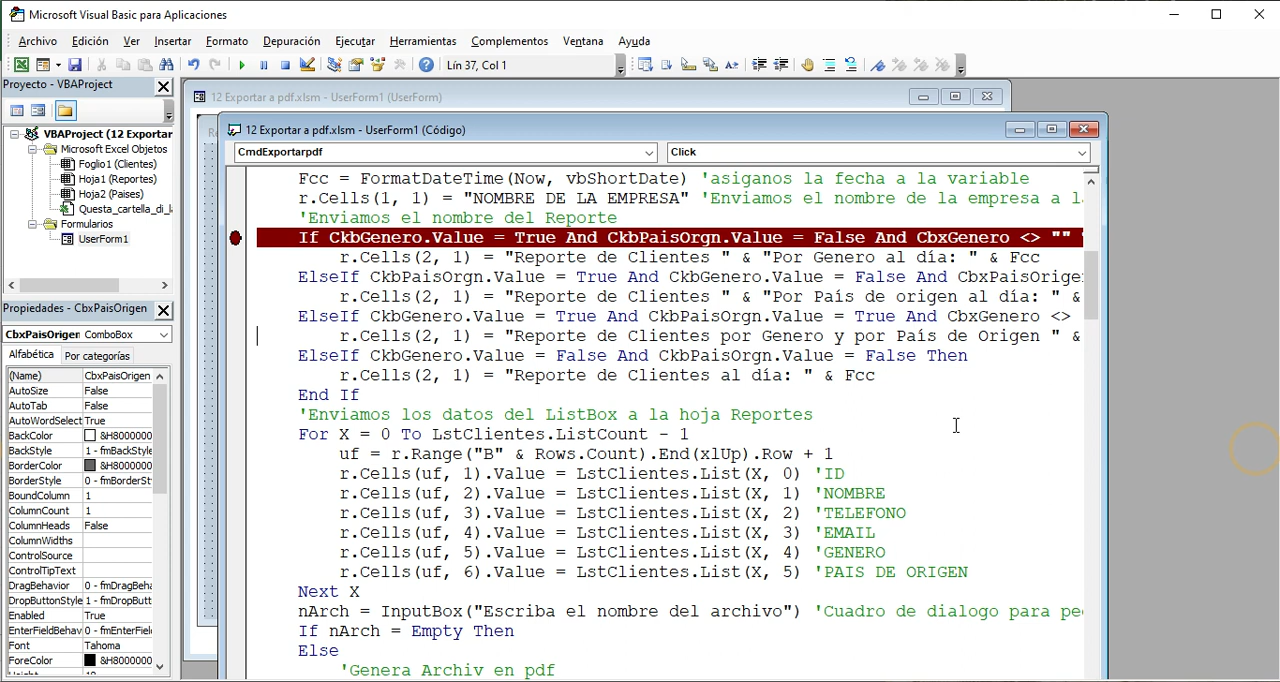 Microsoft Visual Basic para Aplicaciones
Archivo Edición Ver Insertar Formato Depuración Ejecutar Herramientas Complementos Ventana Ayuda
Lín 37, Col 1
Proyecto - VBAProject
VBAProject (12 Exportar
Microsoft Excel Objetos
Foglio1 (Clientes)
Hoja1 (Reportes)
Hoja2 (Paises)
Questa_cartella_di_l
Formularios
UserForm1
Propiedades - CbxPaisOrigen
CbxPaisOrigen ComboBox
Alfabética Por categorías
(Name) CbxPaisOrigen
AutoSize False
AutoTab False
AutoWordSelect True
BackColor &H8000000
BackStyle 1 - fmBackStyle
BorderColor &H8000000
BorderStyle 0 - fmBorderSt
BoundColumn 1
ColumnCount 1
ColumnHeads False
ColumnWidths
ControlSource
ControlTipText
DragBehavior 0 - fmDragBeha
DropButtonStyle 1 - fmDropButt
Enabled True
EnterFieldBehav 0 - fmEnterFiel
Font Tahoma
ForeColor &H8000000
12 Exportar a pdf.xlsm - UserForm1 (UserForm)
12 Exportar a pdf.xlsm - UserForm1 (Código)
CmdExportarpdf Click
Fcc = FormatDateTime(Now, vbShortDate) 'asiganos la fecha a la variable
r.Cells(1, 1) = "NOMBRE DE LA EMPRESA" 'Enviamos el nombre de la empresa a l
'Enviamos el nombre del Reporte
If CkbGenero.Value = True And CkbPaisOrgn.Value = False And CbxGenero <> ""
r.Cells(2, 1) = "Reporte de Clientes " & "Por Genero al día: " & Fcc
ElseIf CkbPaisOrgn.Value = True And CkbGenero.Value = False And CbxPaisOrige
r.Cells(2, 1) = "Reporte de Clientes " & "Por País de origen al día: " &
ElseIf CkbGenero.Value = True And CkbPaisOrgn.Value = True And CbxGenero <>
r.Cells(2, 1) = "Reporte de Clientes por Genero y por País de Origen " &
ElseIf CkbGenero.Value = False And CkbPaisOrgn.Value = False Then
r.Cells(2, 1) = "Reporte de Clientes al día: " & Fcc
End If
'Enviamos los datos del ListBox a la hoja Reportes
For X = 0 To LstClientes.ListCount - 1
uf = r.Range("B" & Rows.Count).End(xlUp).Row + 1
r.Cells(uf, 1).Value = LstClientes.List(X, 0) 'ID
r.Cells(uf, 2).Value = LstClientes.List(X, 1) 'NOMBRE
r.Cells(uf, 3).Value = LstClientes.List(X, 2) 'TELEFONO
r.Cells(uf, 4).Value = LstClientes.List(X, 3) 'EMAIL
r.Cells(uf, 5).Value = LstClientes.List(X, 4) 'GENERO
r.Cells(uf, 6).Value = LstClientes.List(X, 5) 'PAIS DE ORIGEN
Next X
nArch = InputBox("Escriba el nombre del archivo") 'Cuadro de dialogo para pe
If nArch = Empty Then
Else
'Genera Archiv en pdf